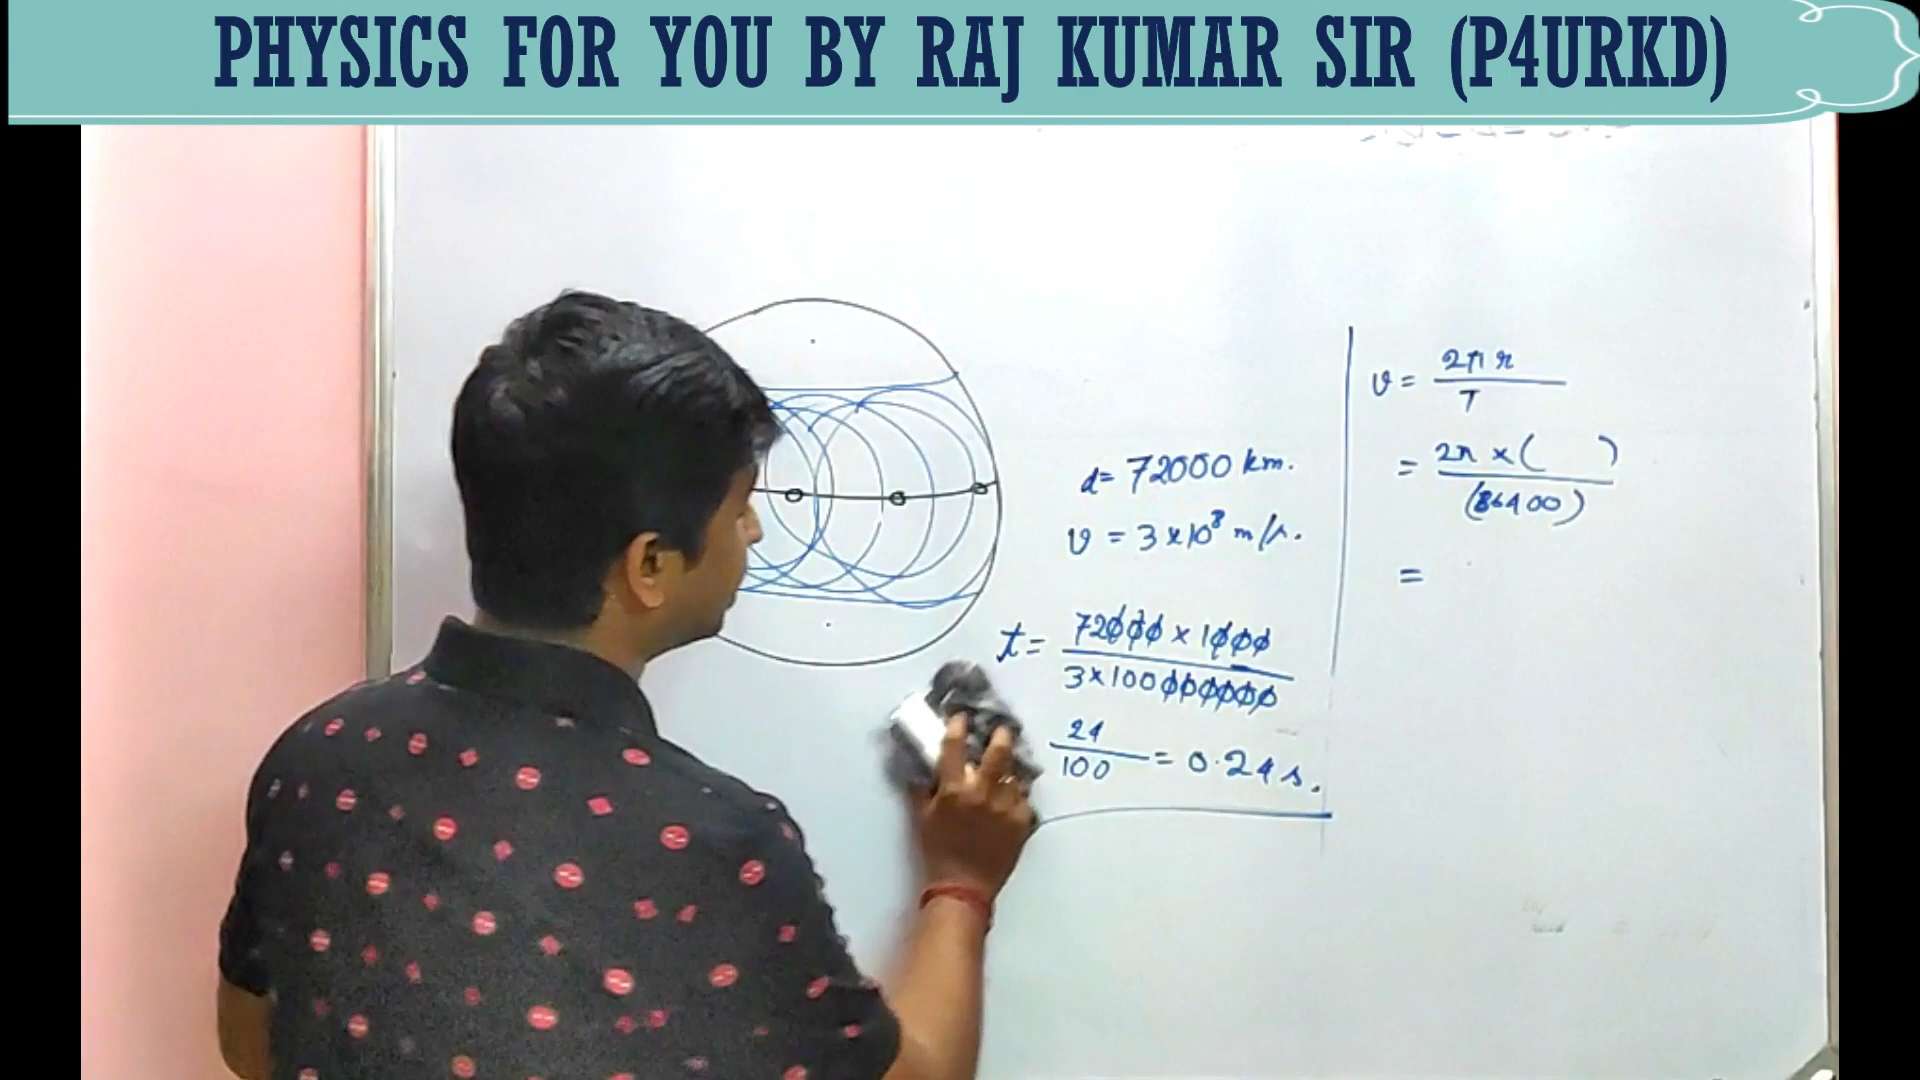 PHYSICS FOR YOU BY RAJ KUMAR SIR (P4URKD)
d= 72000 km.
v = 3×10⁸ m/s.
t= 72000 × 1000
3×100000000
24
100
= 0.24 s.
v = 2πr
T
= 2π ×( )
(86400)
=